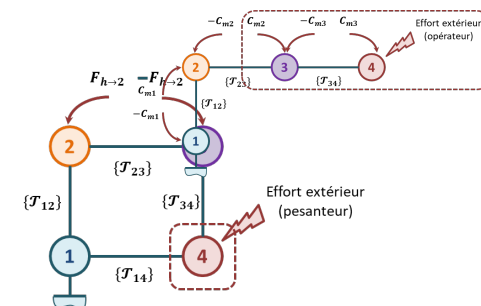 −C_{m2} C_{m2} −C_{m3} C_{m3} Effort extérieur
(opérateur)
2 3 4
{𝒯_{23}} {𝒯_{34}}
F_{h→2} −F_{h→2}
C_{m1}
{𝒯_{12}}
−C_{m1}
1
2
{𝒯_{23}}
{𝒯_{12}} {𝒯_{34}}
Effort extérieur
(pesanteur)
1 4
{𝒯_{14}}